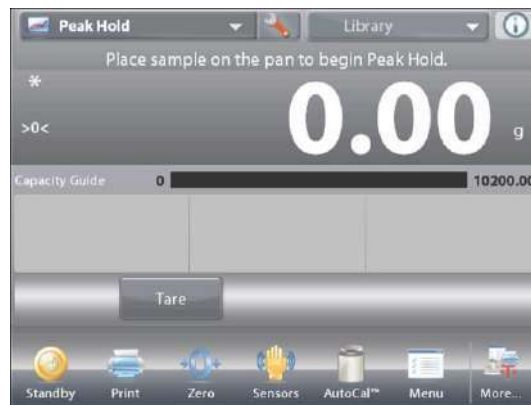 Peak Hold Library
Place sample on the pan to begin Peak Hold.
*
>0< 0.00 g
Capacity Guide 0 10200.00
Tare
Standby Print Zero Sensors AutoCal™ Menu More...